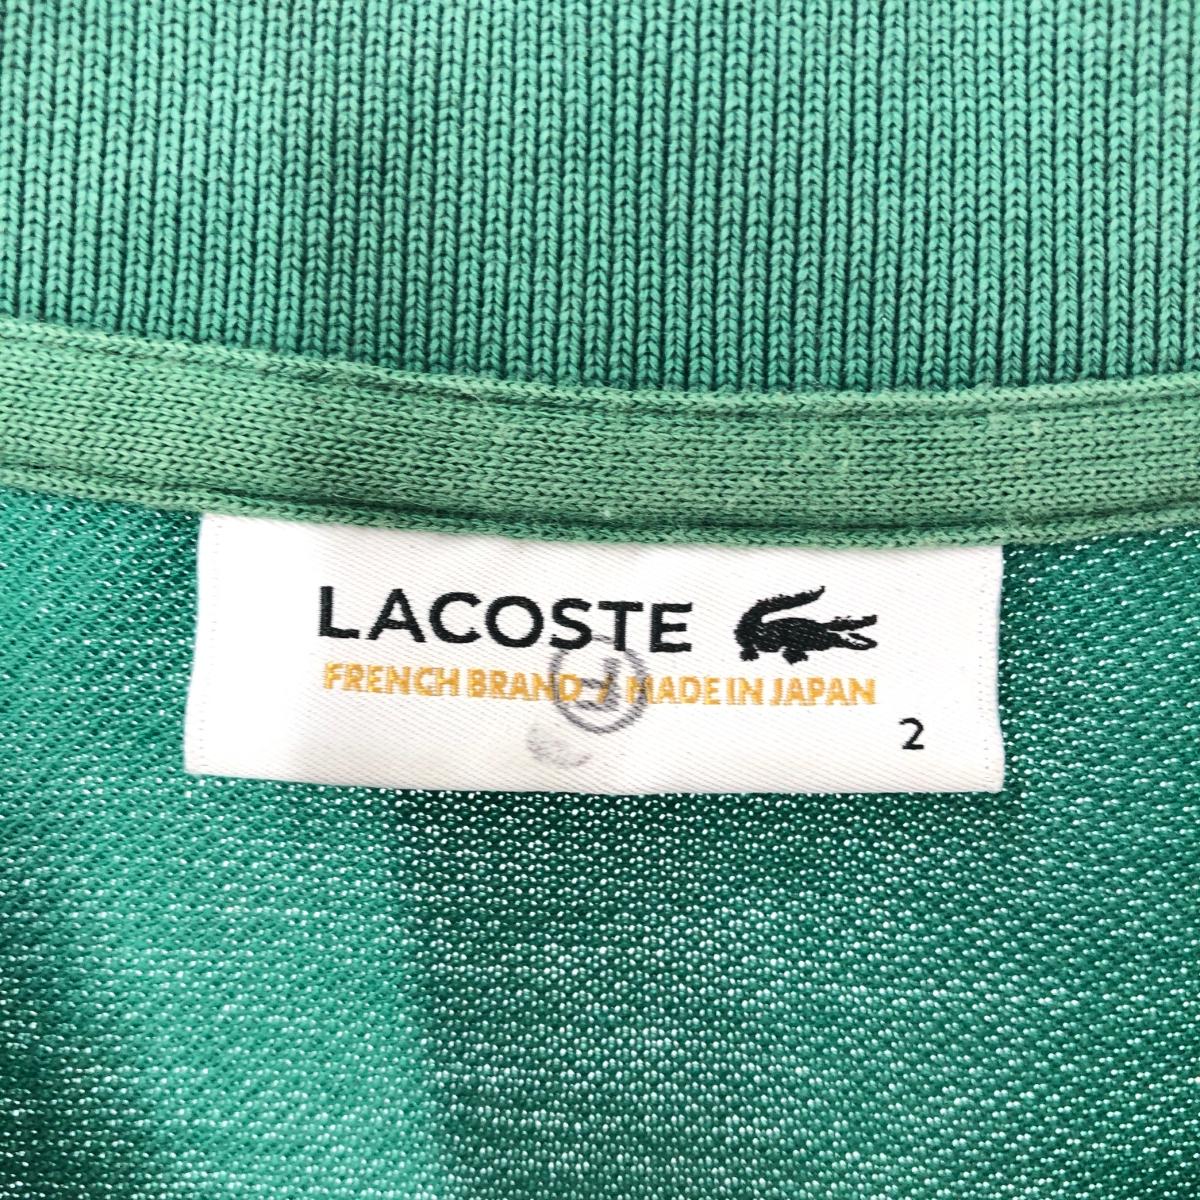 LACOSTE
FRENCH BRAND / MADE IN JAPAN
2